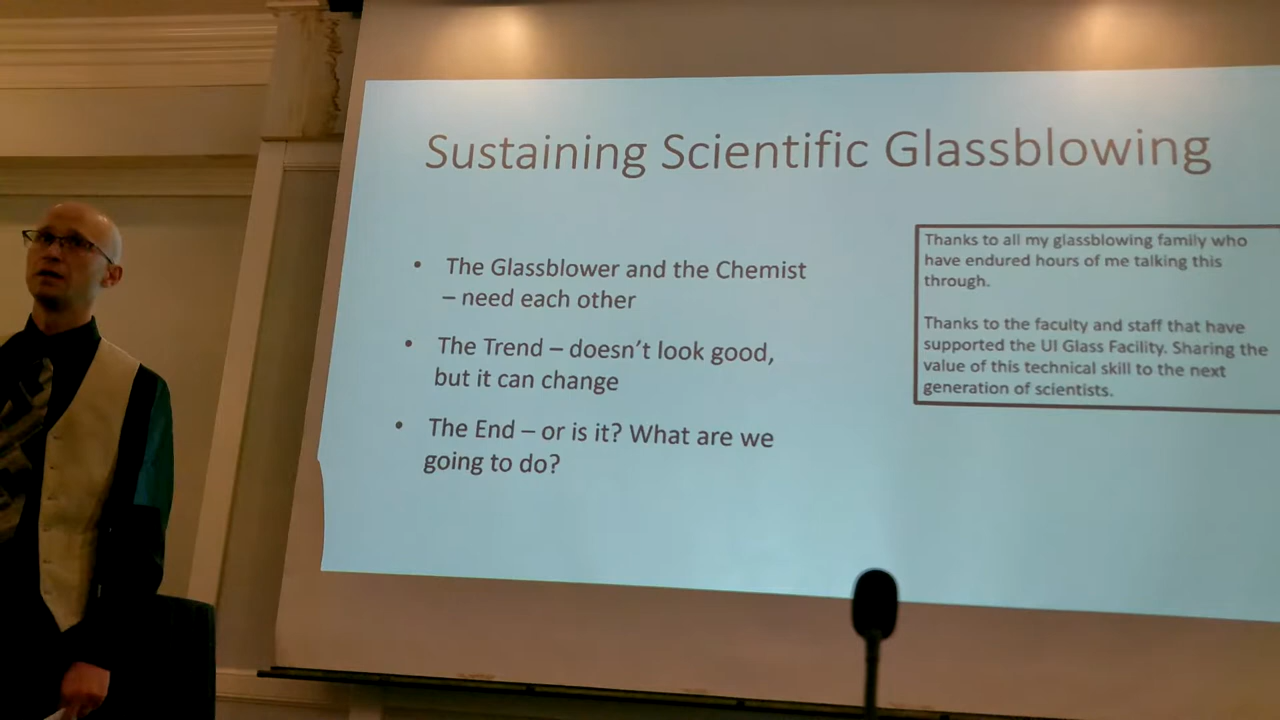 Sustaining Scientific Glassblowing
• The Glassblower and the Chemist
– need each other
• The Trend – doesn't look good,
but it can change
• The End – or is it? What are we
going to do?
Thanks to all my glassblowing family who
have endured hours of me talking this
through.
Thanks to the faculty and staff that have
supported the UI Glass Facility. Sharing the
value of this technical skill to the next
generation of scientists.